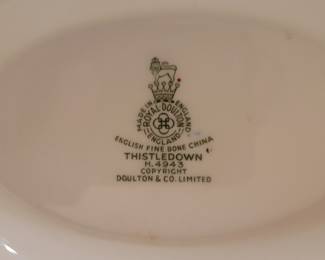 MADE IN ENGLAND
ROYAL DOULTON
ENGLAND
ENGLISH FINE BONE CHINA
THISTLEDOWN
H.4943
COPYRIGHT
DOULTON & CO. LIMITED